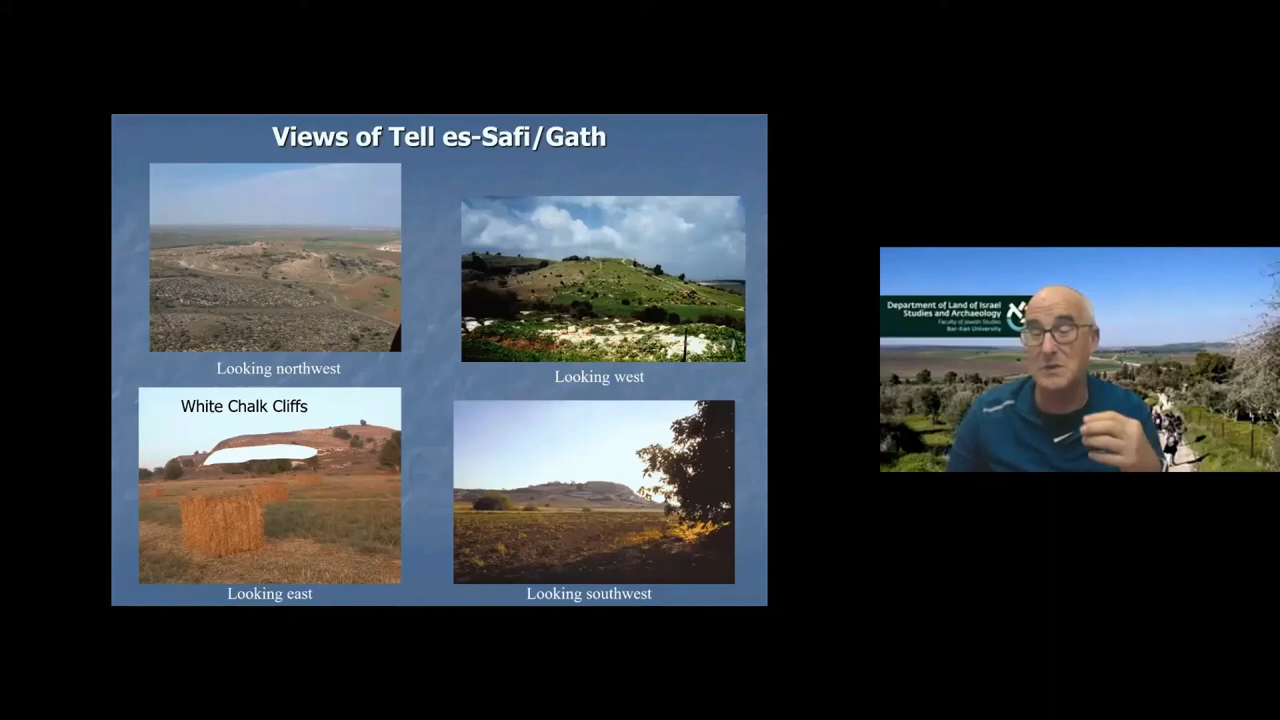 Views of Tell es-Safi/Gath
Looking northwest
Looking west
White Chalk Cliffs
Looking east
Looking southwest
Department of Land of Israel
Studies and Archaeology
Faculty of Jewish Studies
Bar-Ilan University